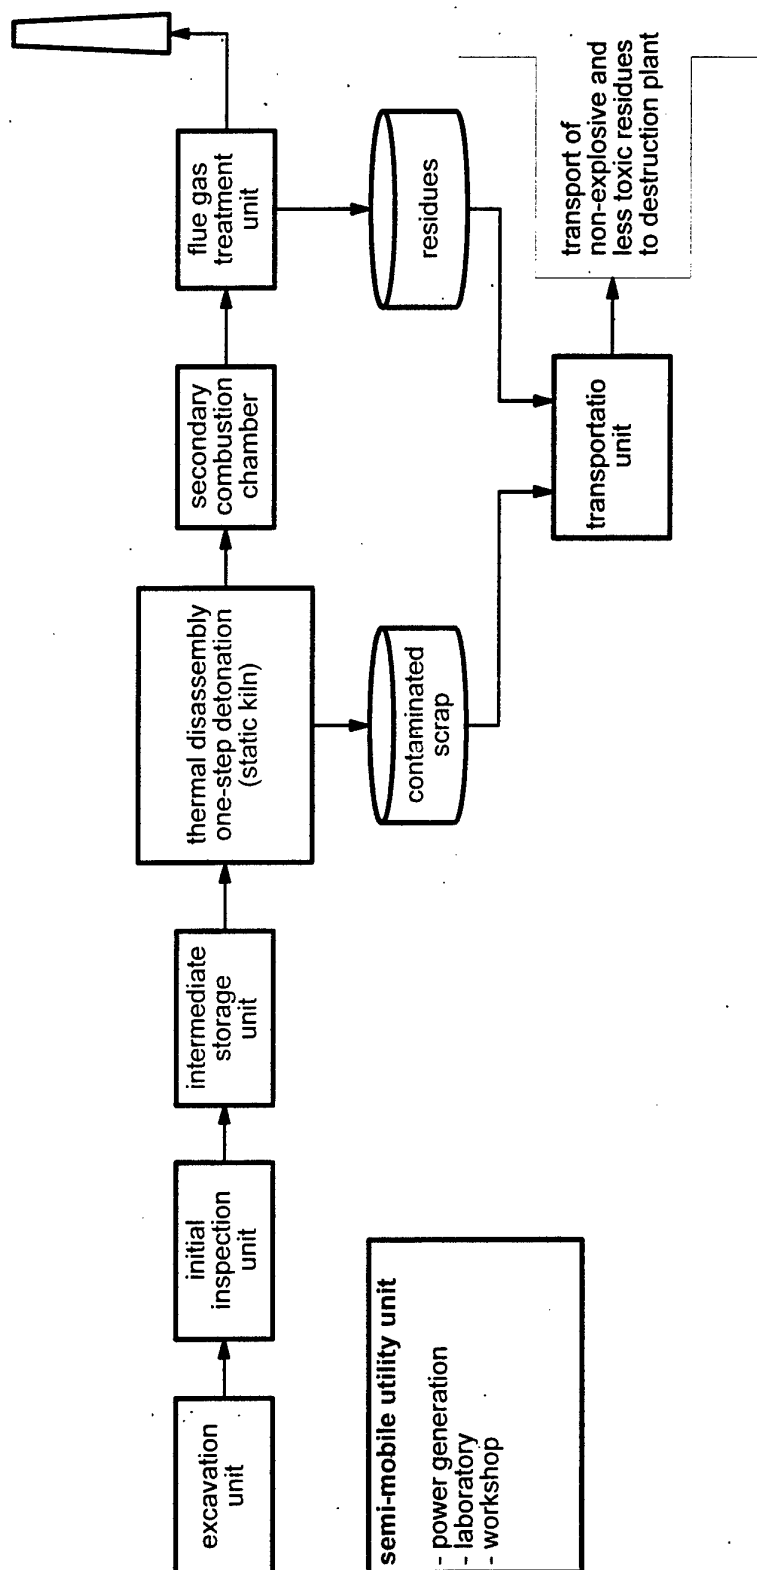 excavation
unit
initial
inspection
unit
intermediate
storage
unit
thermal disassembly
one-step detonation
(static kiln)
secondary
combustion
chamber
flue gas
treatment
unit
contaminated
scrap
residues
transportatio
unit
transport of
non-explosive and
less toxic residues
to destruction plant
semi-mobile utility unit
- power generation
- laboratory
- workshop